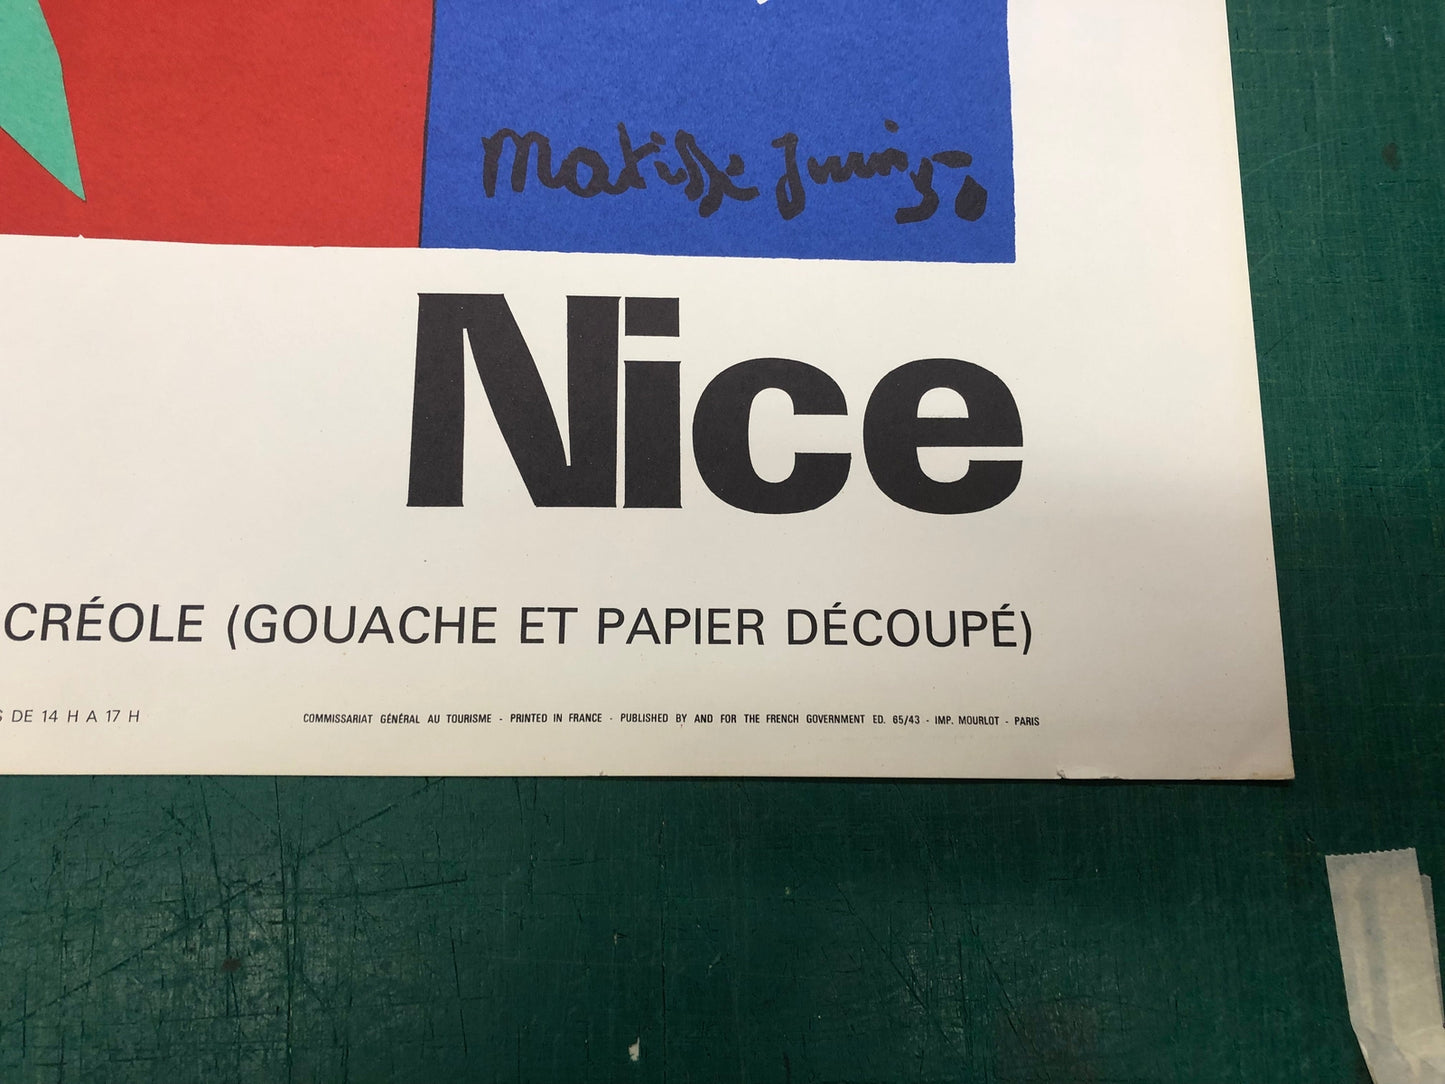 Matisse Juin 50
Nice
CRÉOLE (GOUACHE ET PAPIER DÉCOUPÉ)
S DE 14 H A 17 H
COMMISSARIAT GÉNÉRAL AU TOURISME - PRINTED IN FRANCE - PUBLISHED BY AND FOR THE FRENCH GOVERNMENT ED. 65/43 - IMP. MOURLOT - PARIS